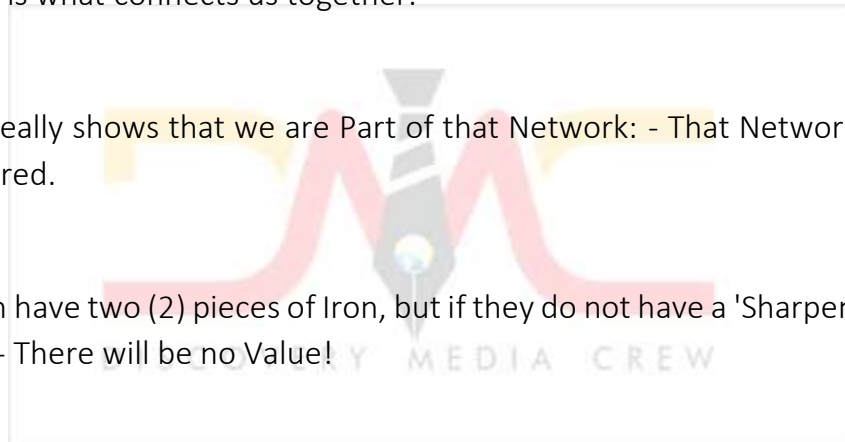 is what connects us together.
eally shows that we are Part of that Network: - That Networ
red.
have two (2) pieces of Iron, but if they do not have a 'Sharper
- There will be no Value!
DISCOVERY MEDIA CREW